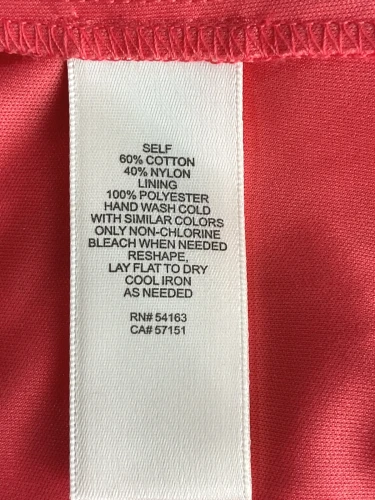 SELF
60% COTTON
40% NYLON
LINING
100% POLYESTER
HAND WASH COLD
WITH SIMILAR COLORS
ONLY NON-CHLORINE
BLEACH WHEN NEEDED
RESHAPE,
LAY FLAT TO DRY
COOL IRON
AS NEEDED
RN# 54163
CA# 57151